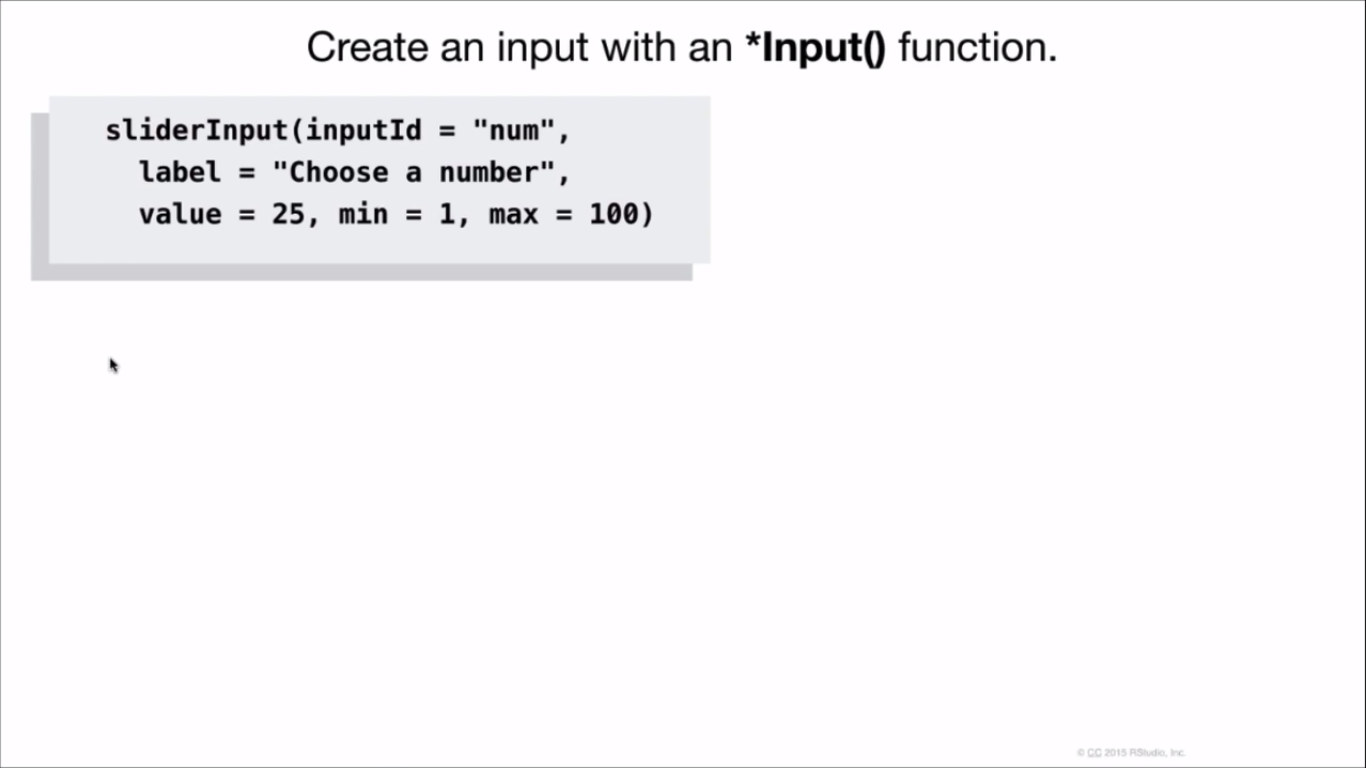 Create an input with an *Input() function.
sliderInput(inputId = "num",
label = "Choose a number",
value = 25, min = 1, max = 100)
© CC 2015 RStudio, Inc.